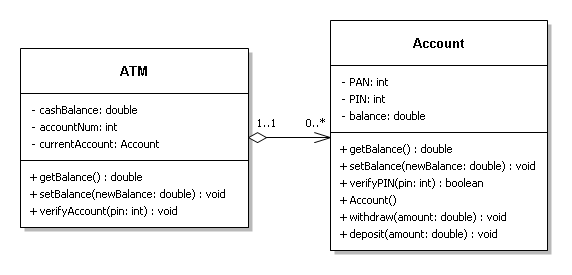 ATM
- cashBalance: double
- accountNum: int
- currentAccount: Account
+ getBalance() : double
+ setBalance(newBalance: double) : void
+ verifyAccount(pin: int) : void
1..1
0..*
Account
- PAN: int
- PIN: int
- balance: double
+ getBalance() : double
+ setBalance(newBalance: double) : void
+ verifyPIN(pin: int) : boolean
+ Account()
+ withdraw(amount: double) : void
+ deposit(amount: double) : void